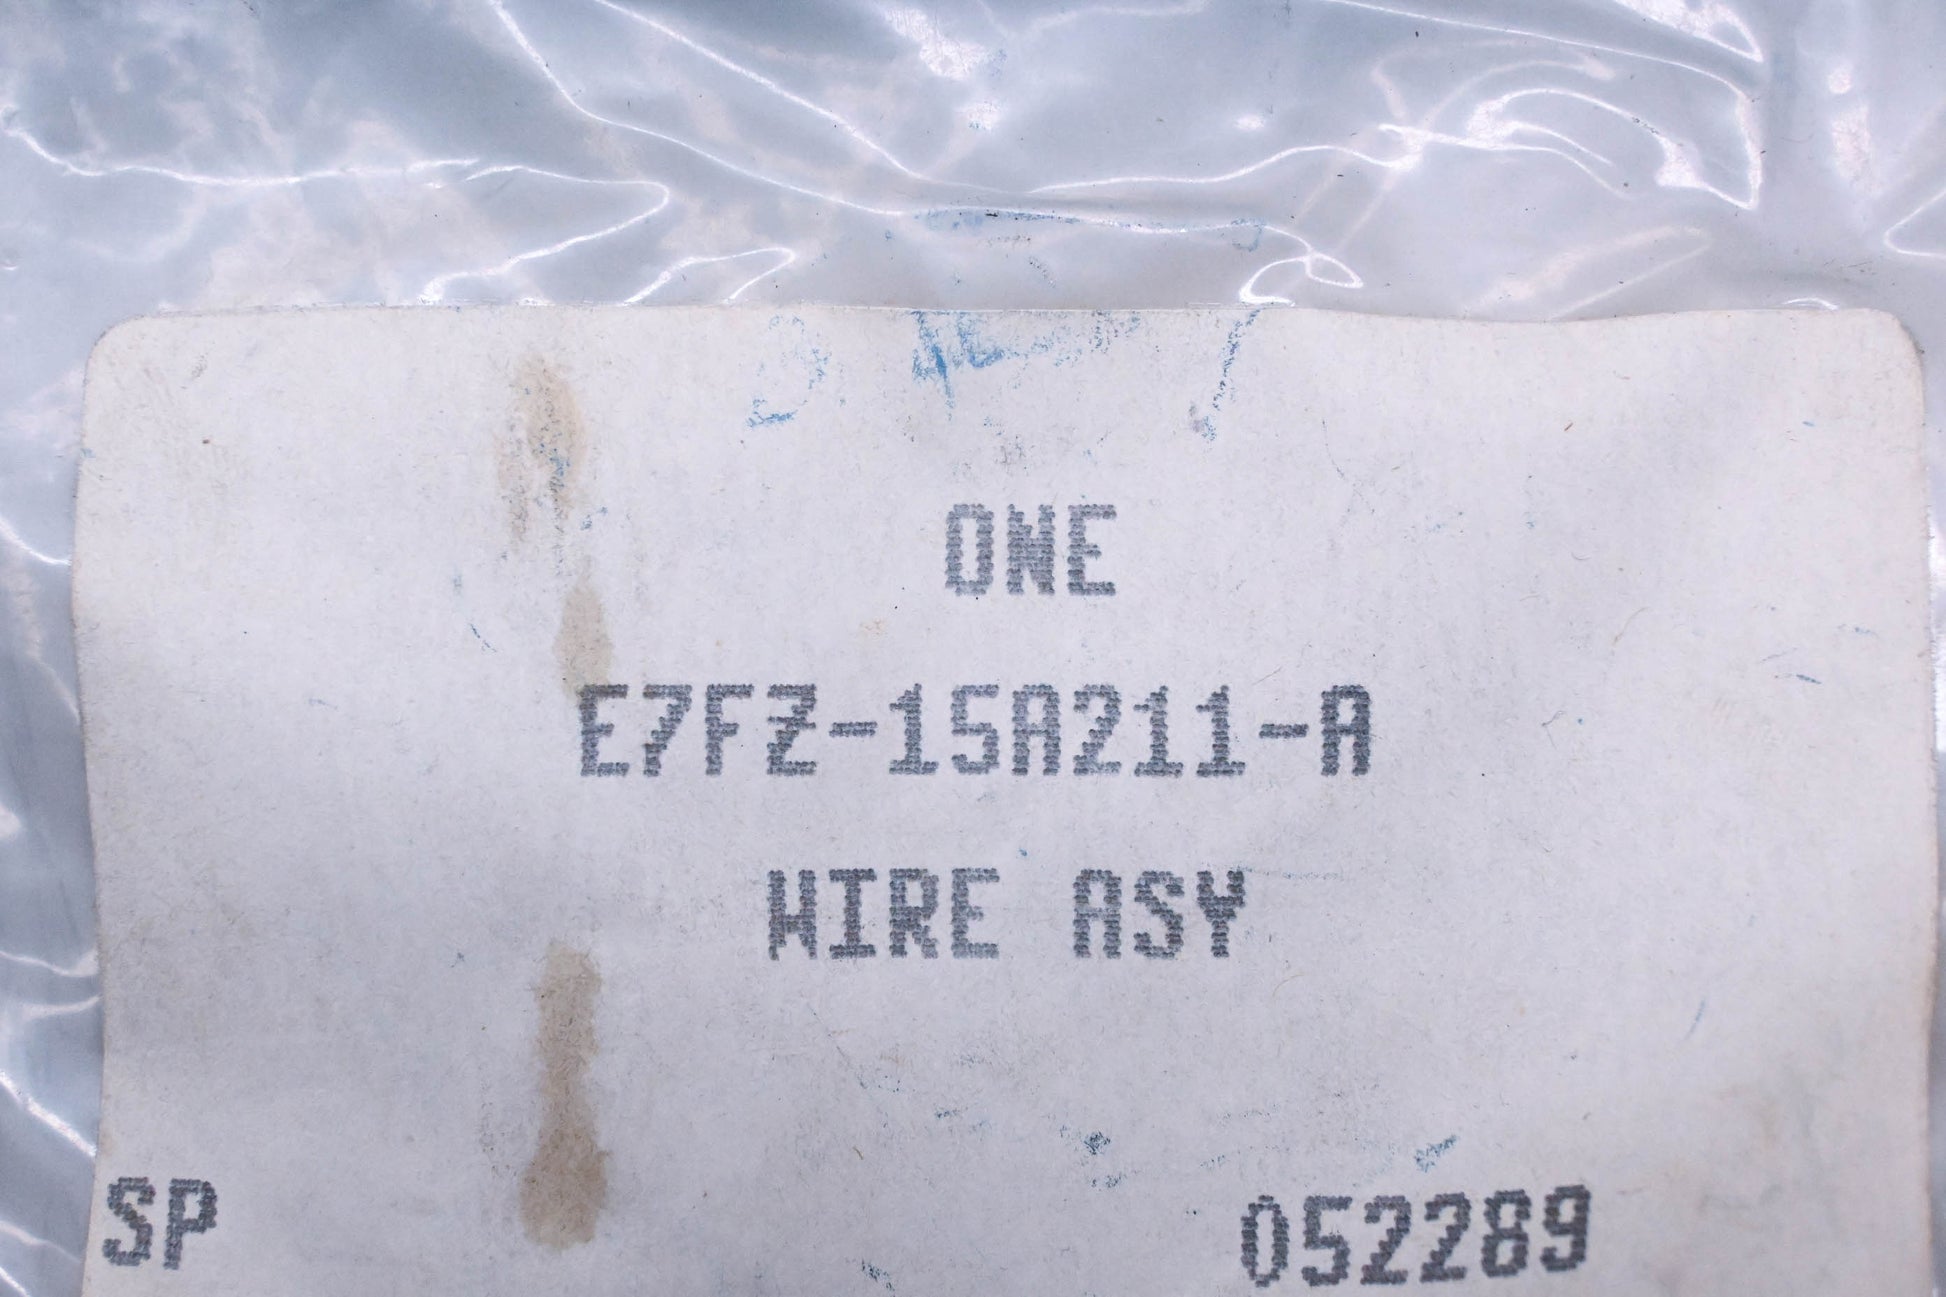 ONE
E7FZ-15A211-A
WIRE ASY
SP 052289